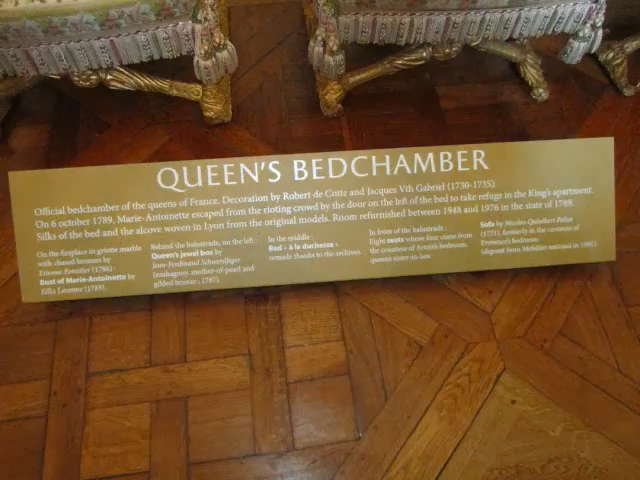 QUEEN'S BEDCHAMBER
Official bedchamber of the queens of France. Decoration by Robert de Cotte and Jacques Vth Gabriel (1730-1735).
On 6 october 1789, Marie-Antoinette escaped from the rioting crowd by the door on the left of the bed to take refuge in the King's apartment.
Silks of the bed and the alcove woven in Lyon from the original models. Room refurnished between 1948 and 1976 in the state of 1789.
On the fireplace in griotte marble
with chased bronzes by
Forestier (1786) :
Bust of Marie-Antoinette by
Félix Lecomte (1783).
Behind the balustrade, on the left :
Queen's jewel box by
Jean-Ferdinand Schwerdfeger
(mahogany, mother-of-pearl and
gilded bronze ; 1787).
In the middle :
Bed « à la duchesse »
remade thanks to the archives.
In front of the balustrade :
Eight seats whose four come from
the countess of Artois's bedroom,
queen's sister-in-law.
Sofa by Nicolas-Quinibert Foliot
(1771), formerly in the countess of
Provence's bedroom.
(deposit from Mobilier national in)